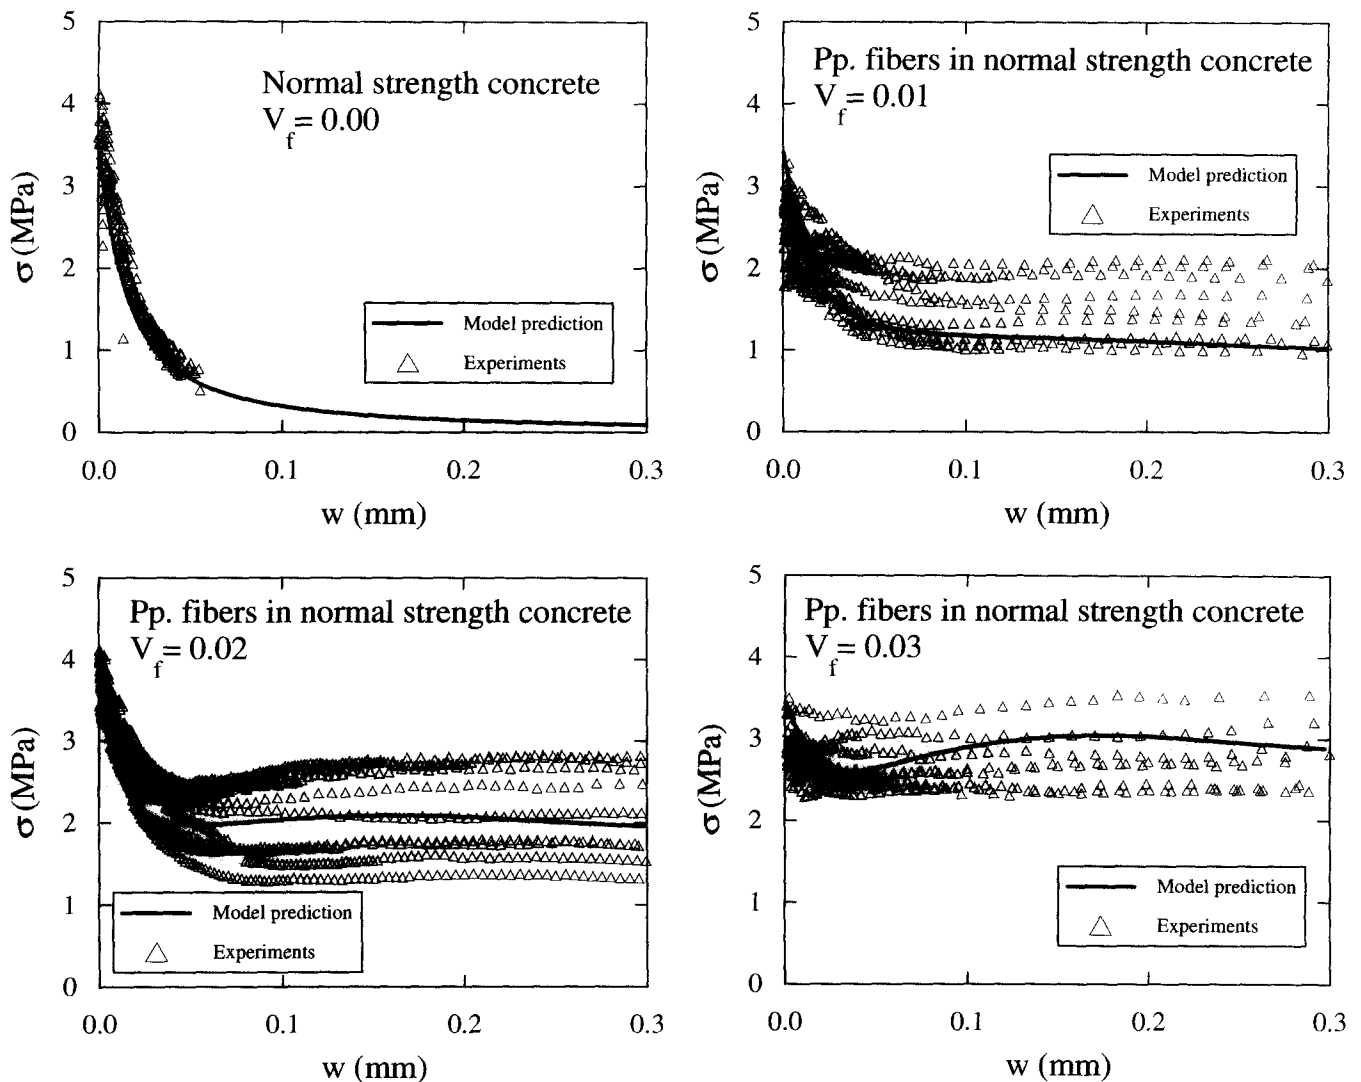 5
4
3
2
1
0
σ (MPa)
Normal strength concrete
V_f = 0.00
Model prediction
Experiments
0.0 0.1 0.2 0.3
w (mm)
5
4
3
2
1
0
σ (MPa)
Pp. fibers in normal strength concrete
V_f = 0.01
Model prediction
Experiments
0.0 0.1 0.2 0.3
w (mm)
5
4
3
2
1
0
σ (MPa)
Pp. fibers in normal strength concrete
V_f = 0.02
Model prediction
Experiments
0.0 0.1 0.2 0.3
w (mm)
5
4
3
2
1
0
σ (MPa)
Pp. fibers in normal strength concrete
V_f = 0.03
Model prediction
Experiments
0.0 0.1 0.2 0.3
w (mm)